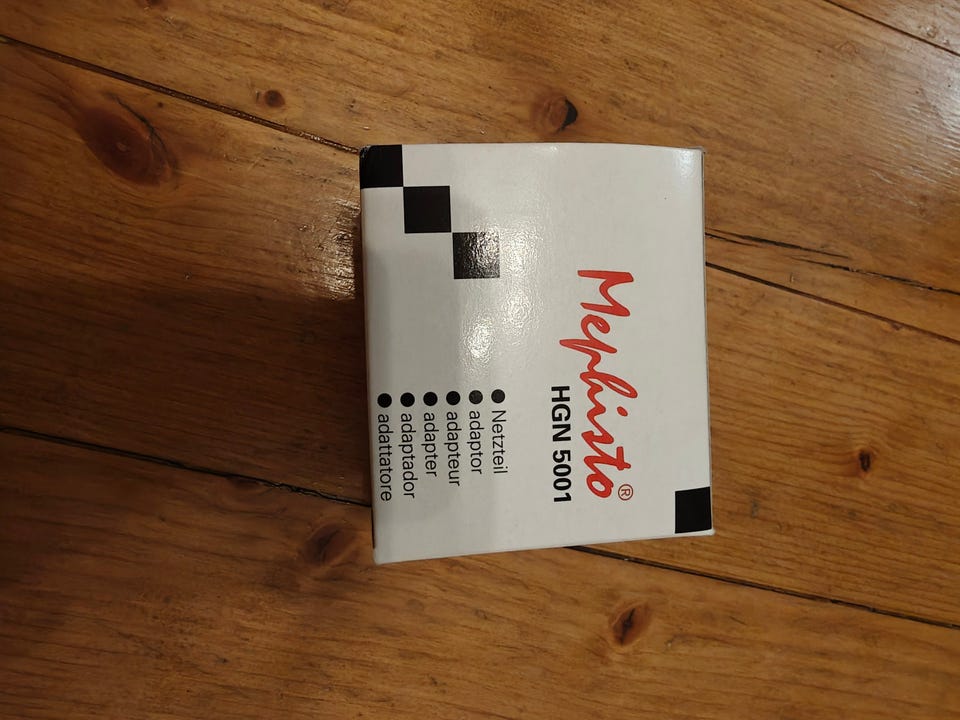 Mephisto®
HGN 5001
● Netzteil
● adaptor
● adapteur
● adapter
● adaptador
● adattatore